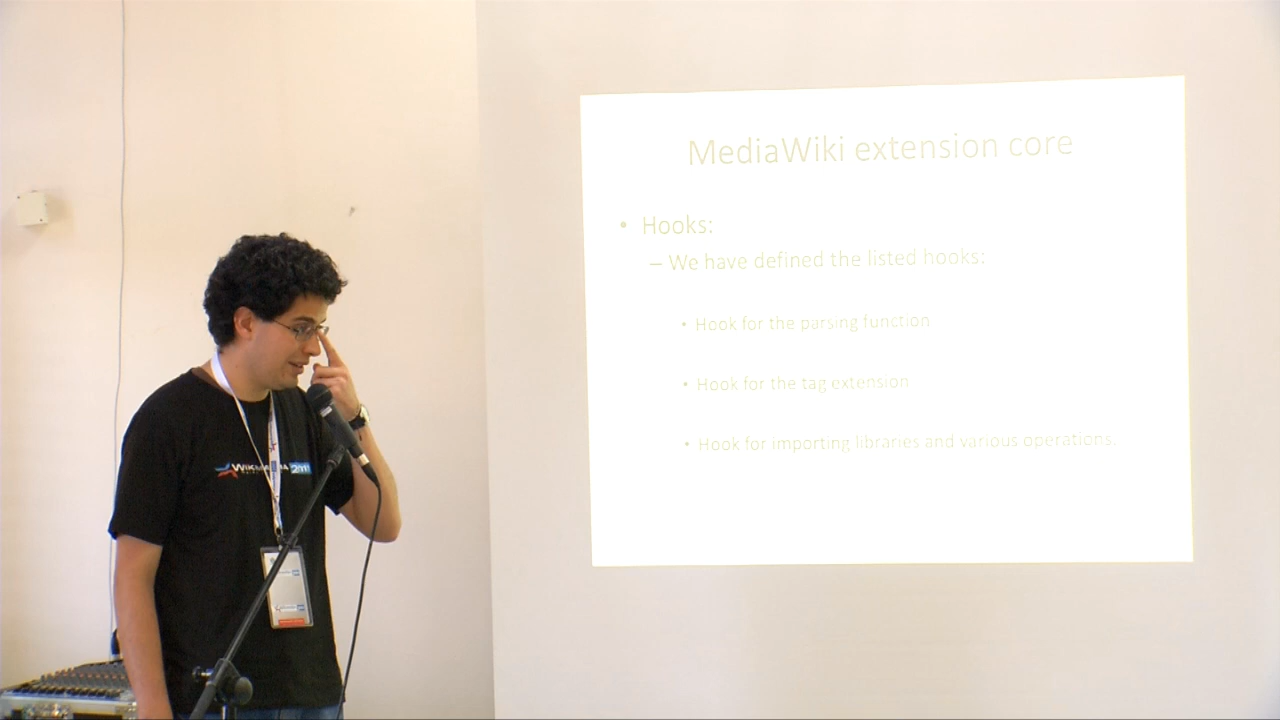 MediaWiki extension core
• Hooks:
– We have defined the listed hooks:
• Hook for the parsing function
• Hook for the tag extension
• Hook for importing libraries and various operations.